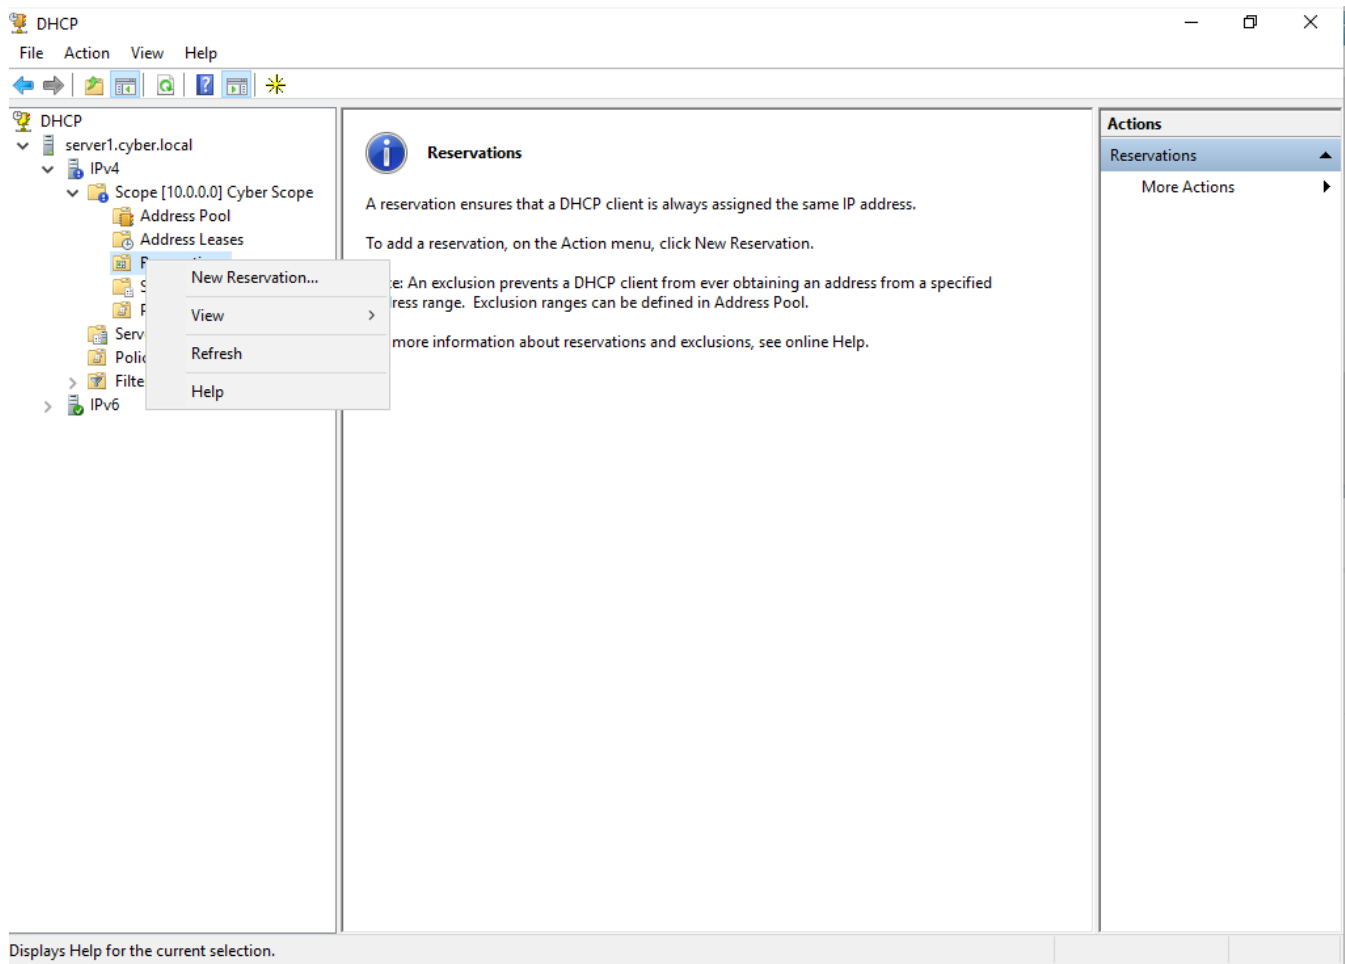 DHCP
File Action View Help
DHCP
server1.cyber.local
IPv4
Scope [10.0.0.0] Cyber Scope
Address Pool
Address Leases
Serv
Polic
Filte
IPv6
New Reservation...
View
Refresh
Help
Reservations
A reservation ensures that a DHCP client is always assigned the same IP address.
To add a reservation, on the Action menu, click New Reservation.
e: An exclusion prevents a DHCP client from ever obtaining an address from a specified
ress range. Exclusion ranges can be defined in Address Pool.
more information about reservations and exclusions, see online Help.
Actions
Reservations
More Actions
Displays Help for the current selection.